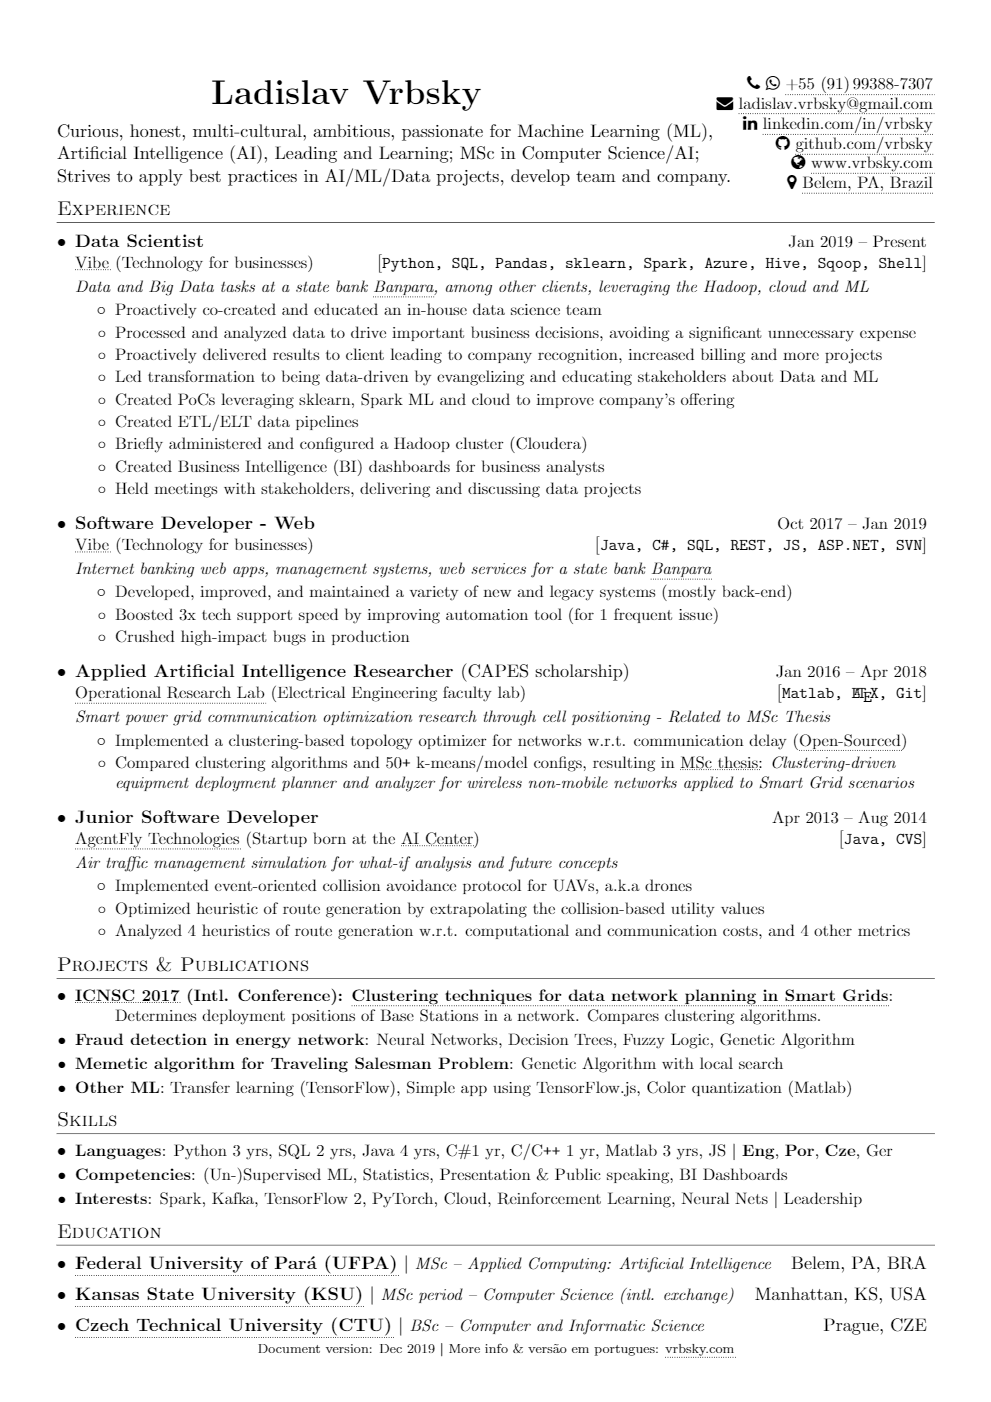 Ladislav Vrbsky
Curious, honest, multi-cultural, ambitious, passionate for Machine Learning (ML),
Artificial Intelligence (AI), Leading and Learning; MSc in Computer Science/AI;
Strives to apply best practices in AI/ML/Data projects, develop team and company.
+55 (91) 99388-7307
ladislav.vrbsky@gmail.com
linkedin.com/in/vrbsky
github.com/vrbsky
www.vrbsky.com
Belem, PA, Brazil
Experience
• Data Scientist Jan 2019 – Present
Vibe (Technology for businesses) [Python, SQL, Pandas, sklearn, Spark, Azure, Hive, Sqoop, Shell]
Data and Big Data tasks at a state bank Banpara, among other clients, leveraging the Hadoop, cloud and ML
◦ Proactively co-created and educated an in-house data science team
◦ Processed and analyzed data to drive important business decisions, avoiding a significant unnecessary expense
◦ Proactively delivered results to client leading to company recognition, increased billing and more projects
◦ Led transformation to being data-driven by evangelizing and educating stakeholders about Data and ML
◦ Created PoCs leveraging sklearn, Spark ML and cloud to improve company's offering
◦ Created ETL/ELT data pipelines
◦ Briefly administered and configured a Hadoop cluster (Cloudera)
◦ Created Business Intelligence (BI) dashboards for business analysts
◦ Held meetings with stakeholders, delivering and discussing data projects
• Software Developer - Web Oct 2017 – Jan 2019
Vibe (Technology for businesses) [Java, C#, SQL, REST, JS, ASP.NET, SVN]
Internet banking web apps, management systems, web services for a state bank Banpara
◦ Developed, improved, and maintained a variety of new and legacy systems (mostly back-end)
◦ Boosted 3x tech support speed by improving automation tool (for 1 frequent issue)
◦ Crushed high-impact bugs in production
• Applied Artificial Intelligence Researcher (CAPES scholarship) Jan 2016 – Apr 2018
Operational Research Lab (Electrical Engineering faculty lab) [Matlab, LATEX, Git]
Smart power grid communication optimization research through cell positioning - Related to MSc Thesis
◦ Implemented a clustering-based topology optimizer for networks w.r.t. communication delay (Open-Sourced)
◦ Compared clustering algorithms and 50+ k-means/model configs, resulting in MSc thesis: Clustering-driven
equipment deployment planner and analyzer for wireless non-mobile networks applied to Smart Grid scenarios
• Junior Software Developer Apr 2013 – Aug 2014
AgentFly Technologies (Startup born at the AI Center) [Java, CVS]
Air traffic management simulation for what-if analysis and future concepts
◦ Implemented event-oriented collision avoidance protocol for UAVs, a.k.a drones
◦ Optimized heuristic of route generation by extrapolating the collision-based utility values
◦ Analyzed 4 heuristics of route generation w.r.t. computational and communication costs, and 4 other metrics
Projects & Publications
• ICNSC 2017 (Intl. Conference): Clustering techniques for data network planning in Smart Grids:
Determines deployment positions of Base Stations in a network. Compares clustering algorithms.
• Fraud detection in energy network: Neural Networks, Decision Trees, Fuzzy Logic, Genetic Algorithm
• Memetic algorithm for Traveling Salesman Problem: Genetic Algorithm with local search
• Other ML: Transfer learning (TensorFlow), Simple app using TensorFlow.js, Color quantization (Matlab)
Skills
• Languages: Python 3 yrs, SQL 2 yrs, Java 4 yrs, C#1 yr, C/C++ 1 yr, Matlab 3 yrs, JS | Eng, Por, Cze, Ger
• Competencies: (Un-)Supervised ML, Statistics, Presentation & Public speaking, BI Dashboards
• Interests: Spark, Kafka, TensorFlow 2, PyTorch, Cloud, Reinforcement Learning, Neural Nets | Leadership
Education
• Federal University of Pará (UFPA) | MSc – Applied Computing: Artificial Intelligence Belem, PA, BRA
• Kansas State University (KSU) | MSc period – Computer Science (intl. exchange) Manhattan, KS, USA
• Czech Technical University (CTU) | BSc – Computer and Informatic Science Prague, CZE
Document version: Dec 2019 | More info & versão em portugues: vrbsky.com